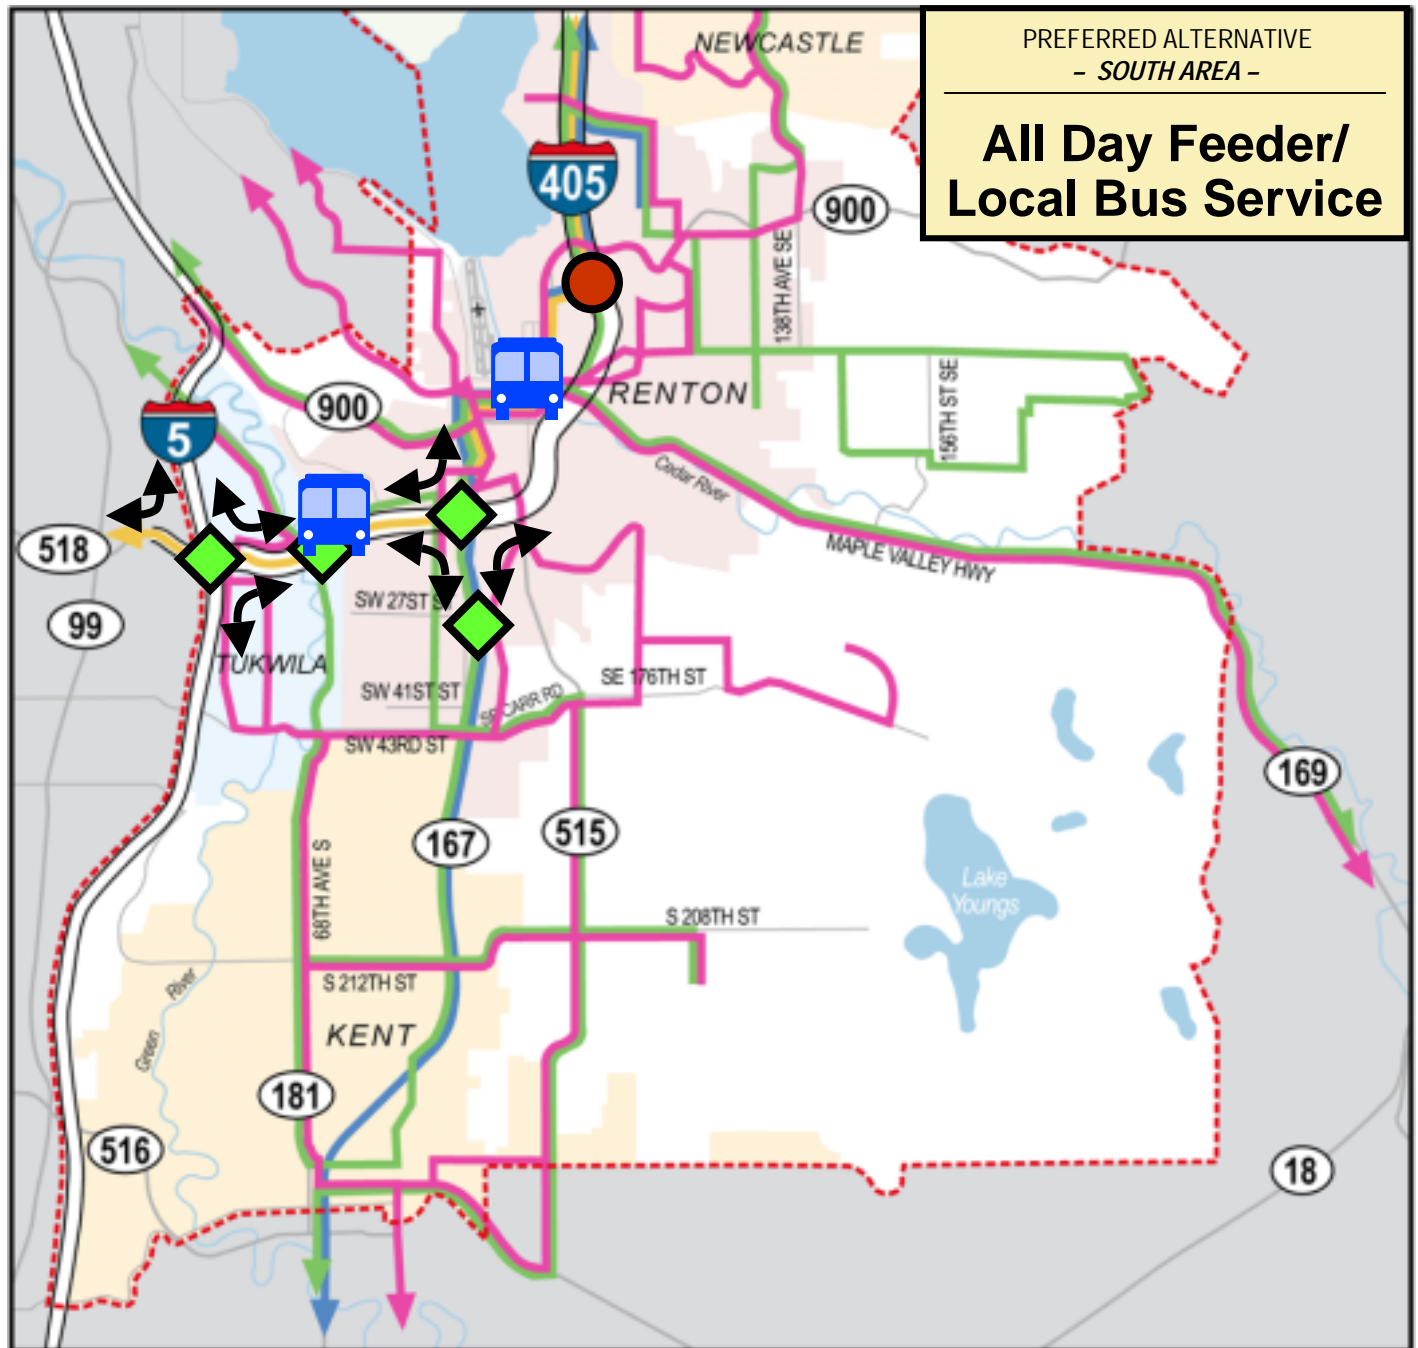 PREFERRED ALTERNATIVE
– SOUTH AREA –
All Day Feeder/
Local Bus Service
NEWCASTLE
405
900
138TH AVE SE
RENTON
156TH ST SE
900
5
Cedar River
518
MAPLE VALLEY HWY
99
SW 27ST ST
TUKWILA
SW 41ST ST
SE CARR RD
SE 176TH ST
SW 43RD ST
169
167
515
68TH AVE S
Lake
Youngs
S 208TH ST
S 212TH ST
Green River
KENT
181
516
18